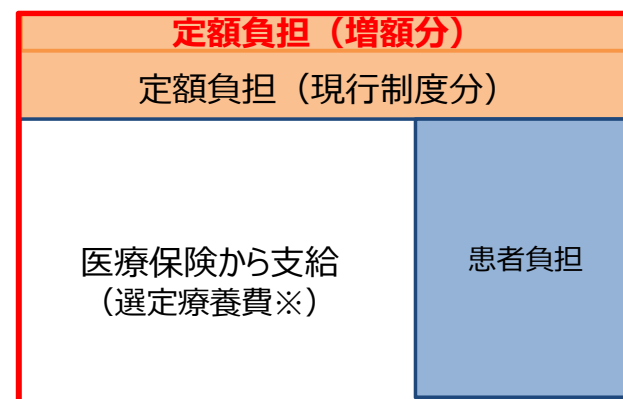 定額負担（増額分）
定額負担（現行制度分）
医療保険から支給
（選定療養費※）
患者負担